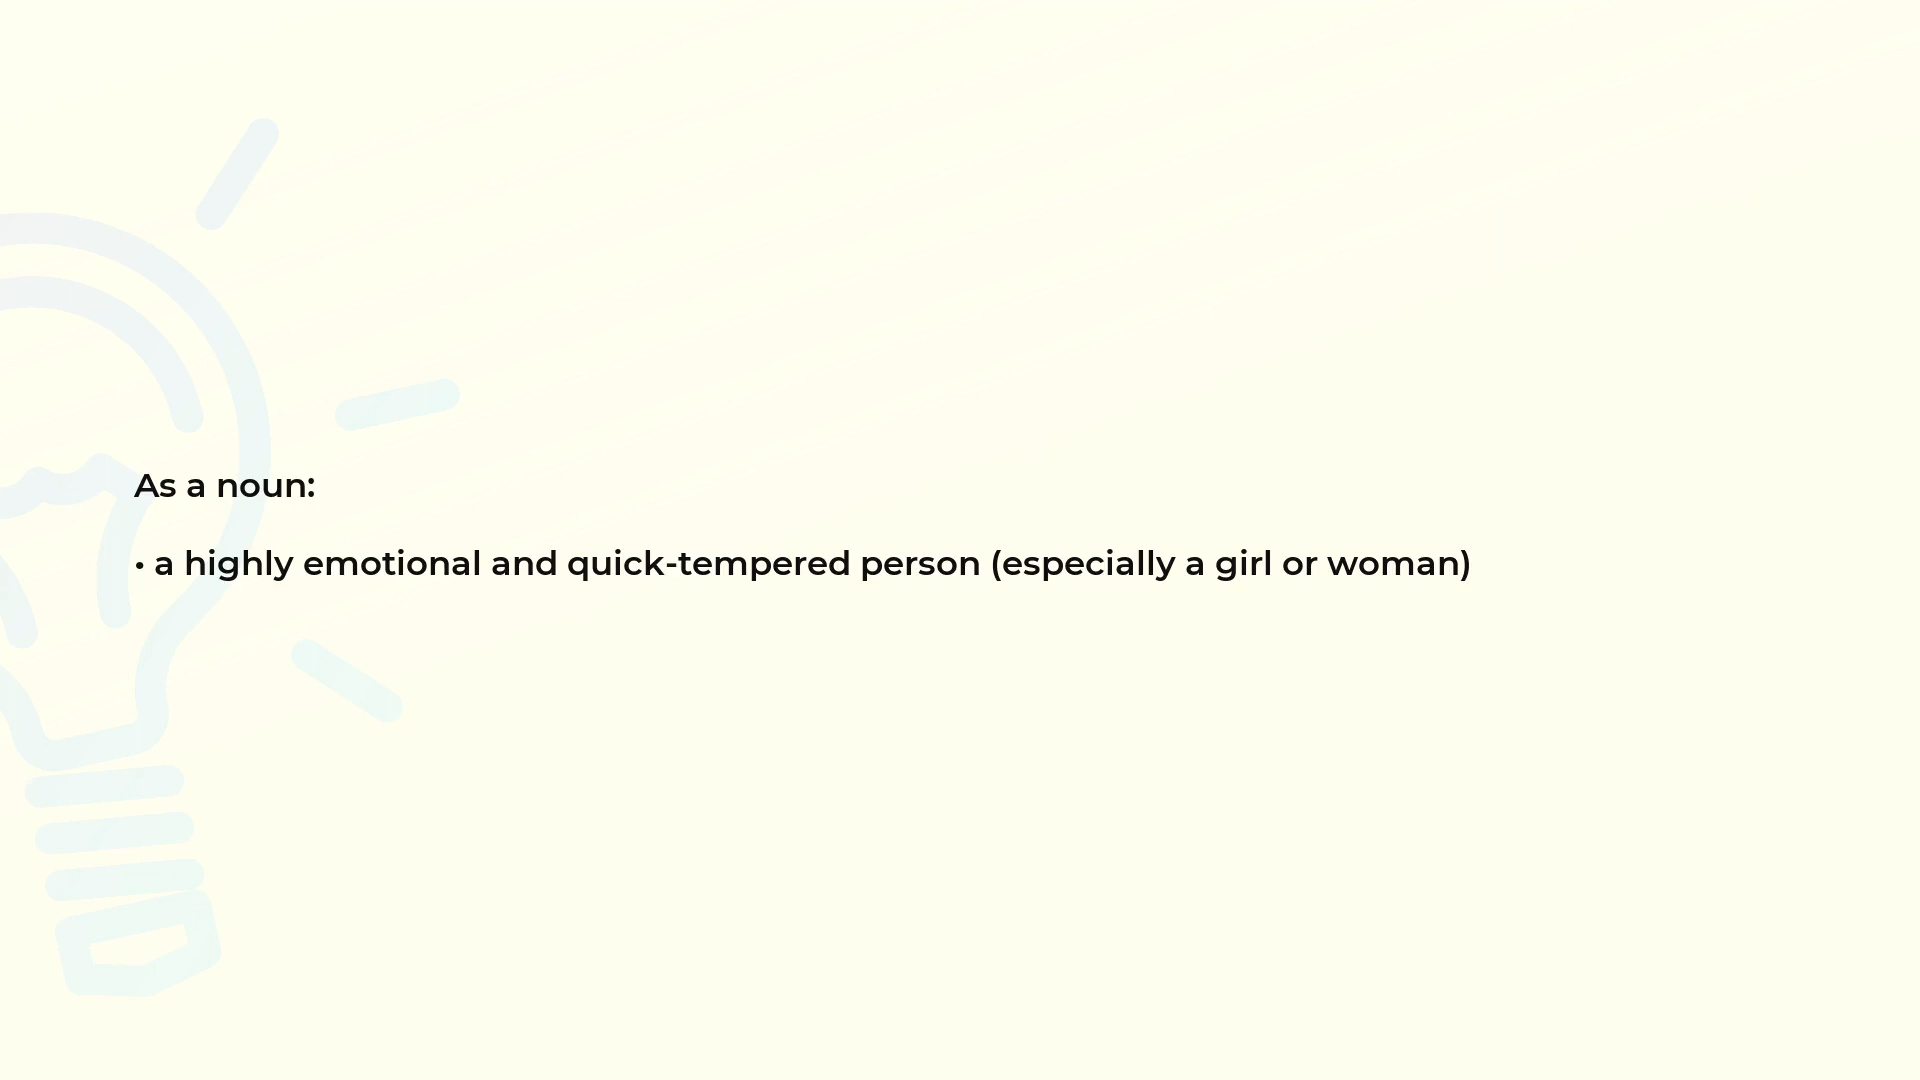 As a noun:
• a highly emotional and quick-tempered person (especially a girl or woman)